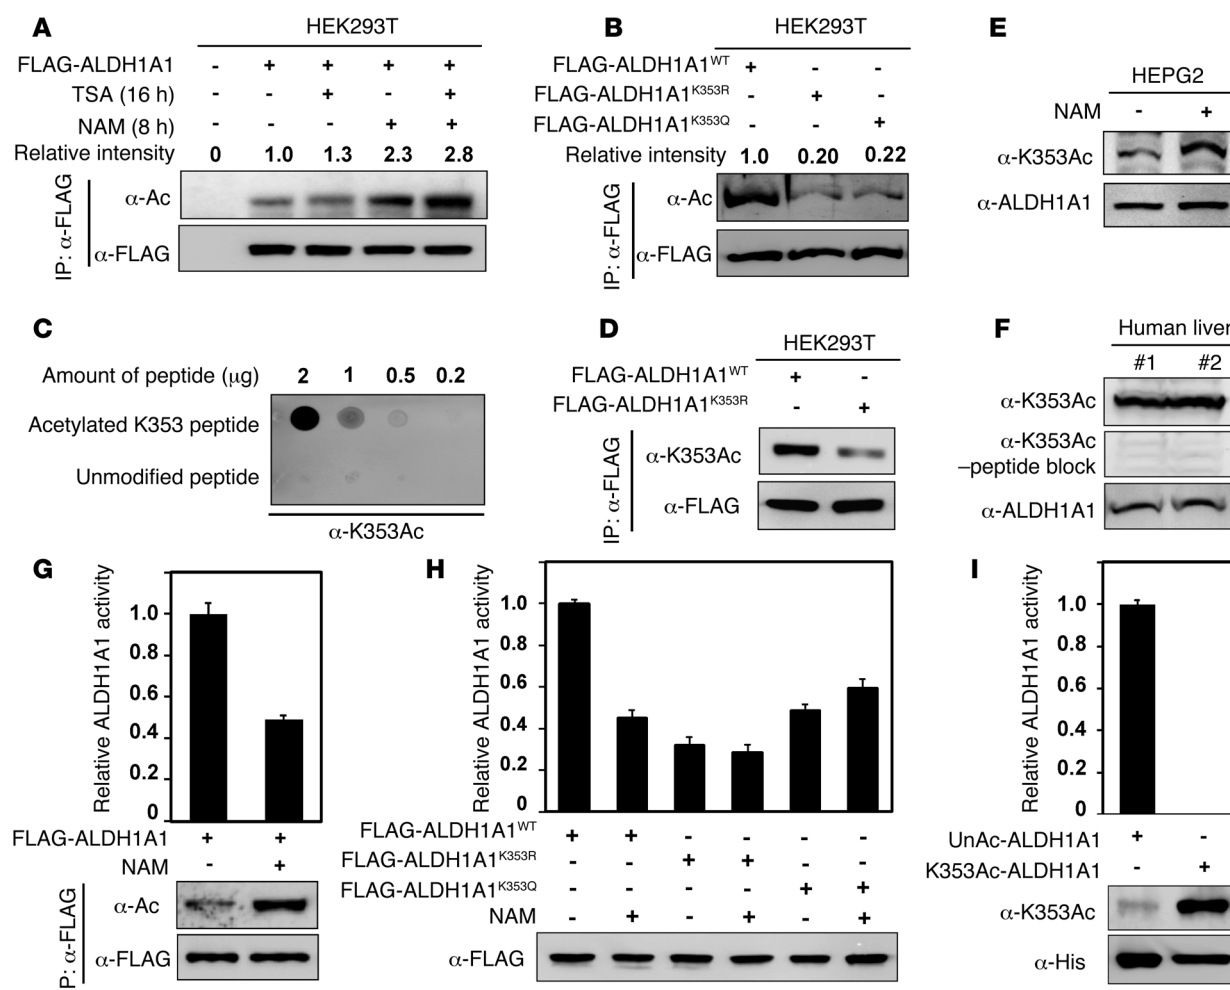 A
HEK293T
FLAG-ALDH1A1 - + + + +
TSA (16 h) - - + - +
NAM (8 h) - - - + +
Relative intensity 0 1.0 1.3 2.3 2.8
IP: α-FLAG
α-Ac
α-FLAG
B
HEK293T
FLAG-ALDH1A1WT + - -
FLAG-ALDH1A1K353R - + -
FLAG-ALDH1A1K353Q - - +
Relative intensity 1.0 0.20 0.22
IP: α-FLAG
α-Ac
α-FLAG
E
HEPG2
NAM - +
α-K353Ac
α-ALDH1A1
C
Amount of peptide (μg) 2 1 0.5 0.2
Acetylated K353 peptide
Unmodified peptide
α-K353Ac
D
HEK293T
FLAG-ALDH1A1WT + -
FLAG-ALDH1A1K353R - +
IP: α-FLAG
α-K353Ac
α-FLAG
F
Human liver
#1 #2
α-K353Ac
α-K353Ac
–peptide block
α-ALDH1A1
G
Relative ALDH1A1 activity
1.0
0.8
0.6
0.4
0.2
0
FLAG-ALDH1A1 + +
NAM - +
P: α-FLAG
α-Ac
α-FLAG
H
Relative ALDH1A1 activity
1.0
0.8
0.6
0.4
0.2
0
FLAG-ALDH1A1WT + + - - - -
FLAG-ALDH1A1K353R - - + + - -
FLAG-ALDH1A1K353Q - - - - + +
NAM - + - + - +
α-FLAG
I
Relative ALDH1A1 activity
1.0
0.8
0.6
0.4
0.2
0
UnAc-ALDH1A1 + -
K353Ac-ALDH1A1 - +
α-K353Ac
α-His